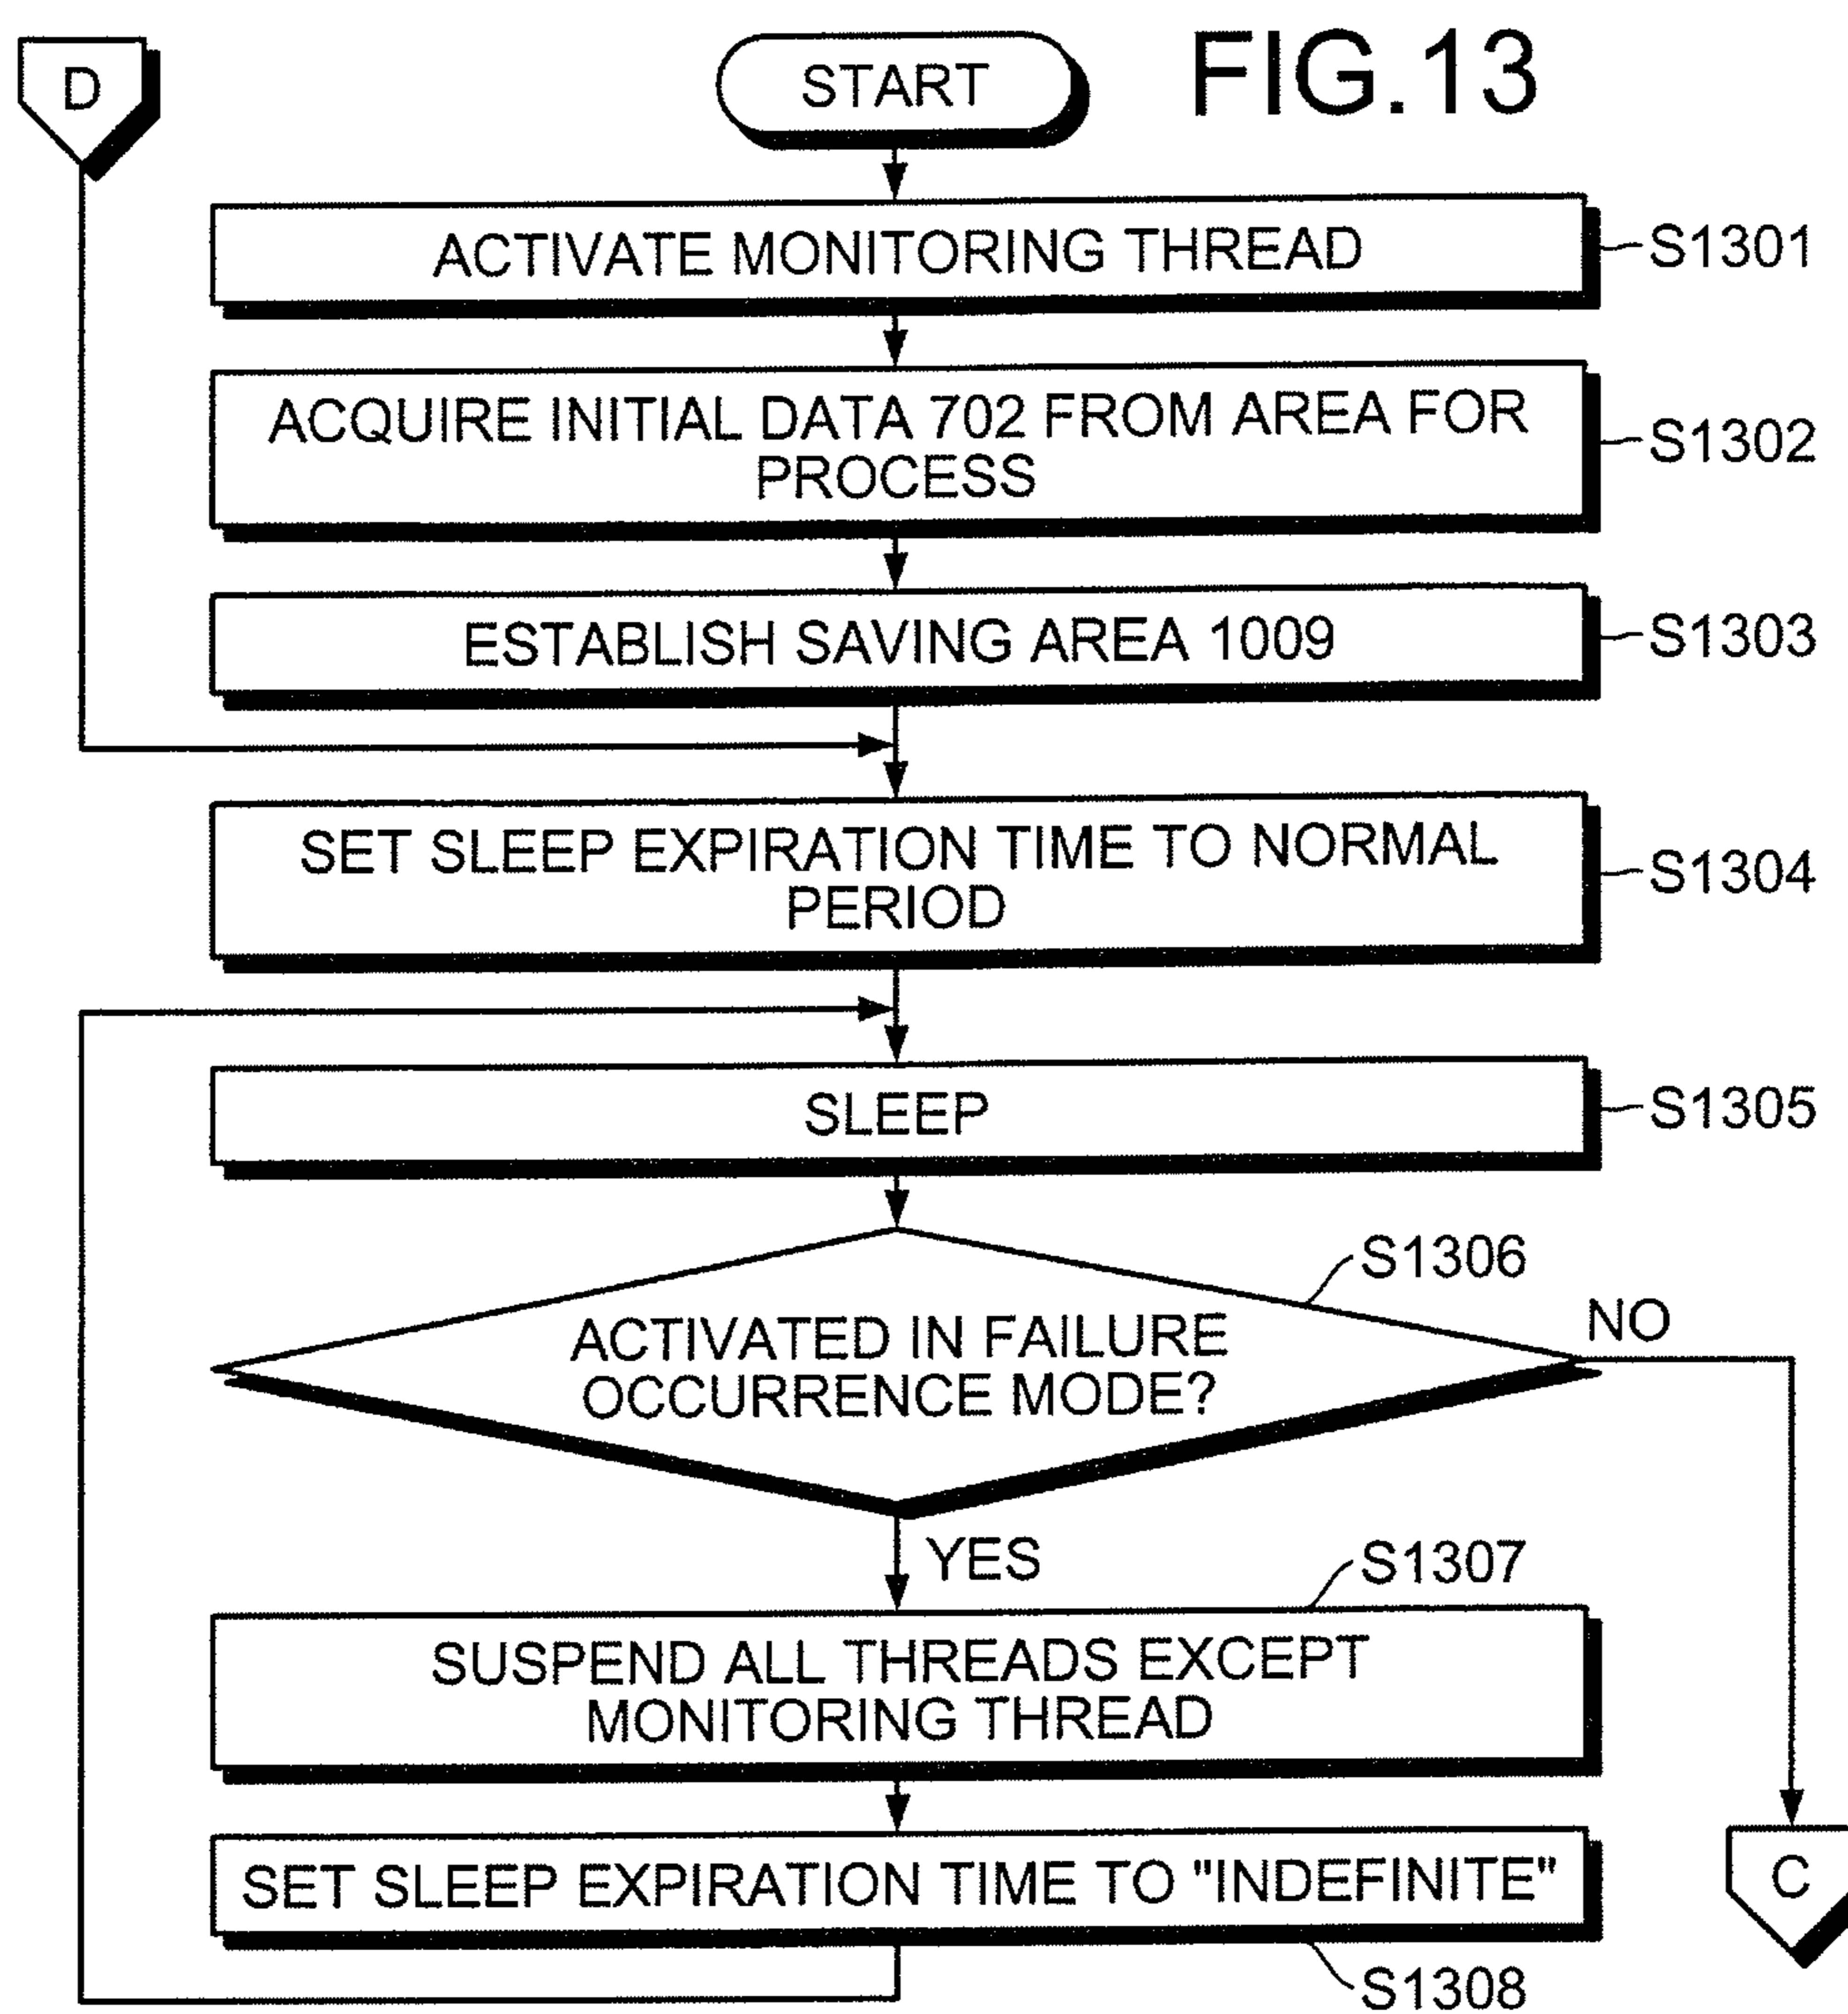 FIG.13
D
START
ACTIVATE MONITORING THREAD
S1301
ACQUIRE INITIAL DATA 702 FROM AREA FOR
PROCESS
S1302
ESTABLISH SAVING AREA 1009
S1303
SET SLEEP EXPIRATION TIME TO NORMAL
PERIOD
S1304
SLEEP
S1305
S1306
ACTIVATED IN FAILURE
OCCURRENCE MODE?
NO
YES
S1307
SUSPEND ALL THREADS EXCEPT
MONITORING THREAD
SET SLEEP EXPIRATION TIME TO "INDEFINITE"
C
S1308